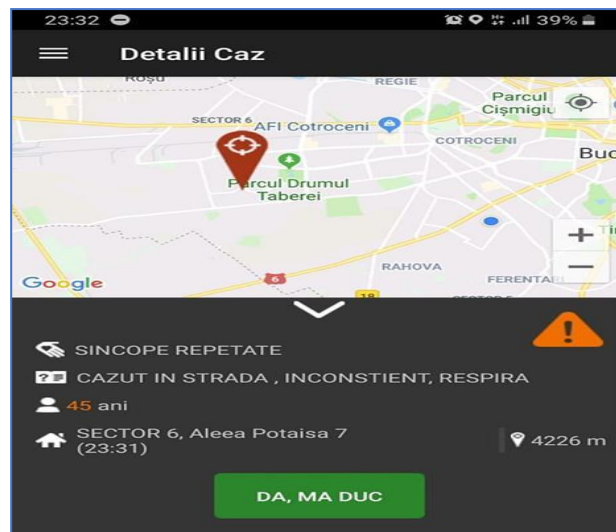 23:32
39%
Detalii Caz
Roșu
REGIE
Parcul
Cișmigiu
SECTOR 6
AFI Cotroceni
COTROCENI
Buc
Parcul Drumul
Taberei
RAHOVA
FERENTAR
Google
6
18
SECTOR 5
SINCOPE REPETATE
CAZUT IN STRADA , INCONSTIENT, RESPIRA
45 ani
SECTOR 6, Aleea Potaisa 7
(23:31)
4226 m
DA, MA DUC